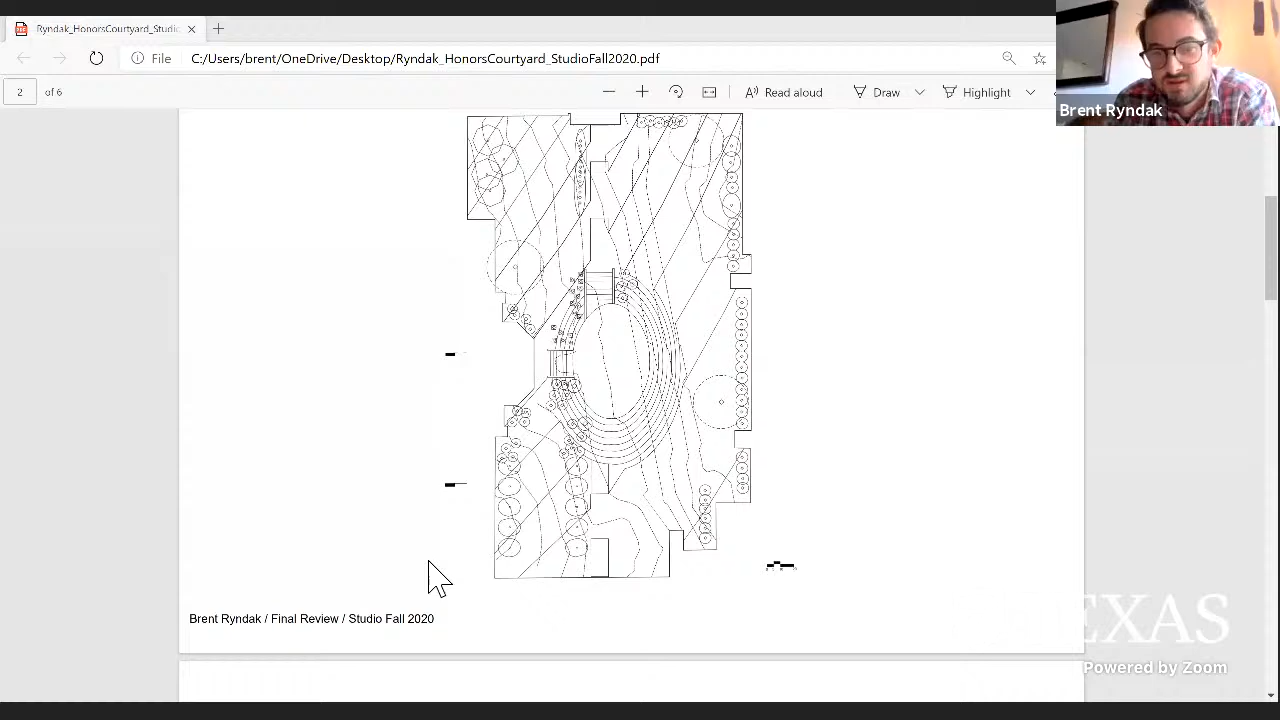 Ryndak_HonorsCourtyard_Studio
File
C:/Users/brent/OneDrive/Desktop/Ryndak_HonorsCourtyard_StudioFall2020.pdf
2 of 6
Read aloud
Draw
Highlight
Brent Ryndak
Brent Ryndak / Final Review / Studio Fall 2020
EXAS
Powered by Zoom